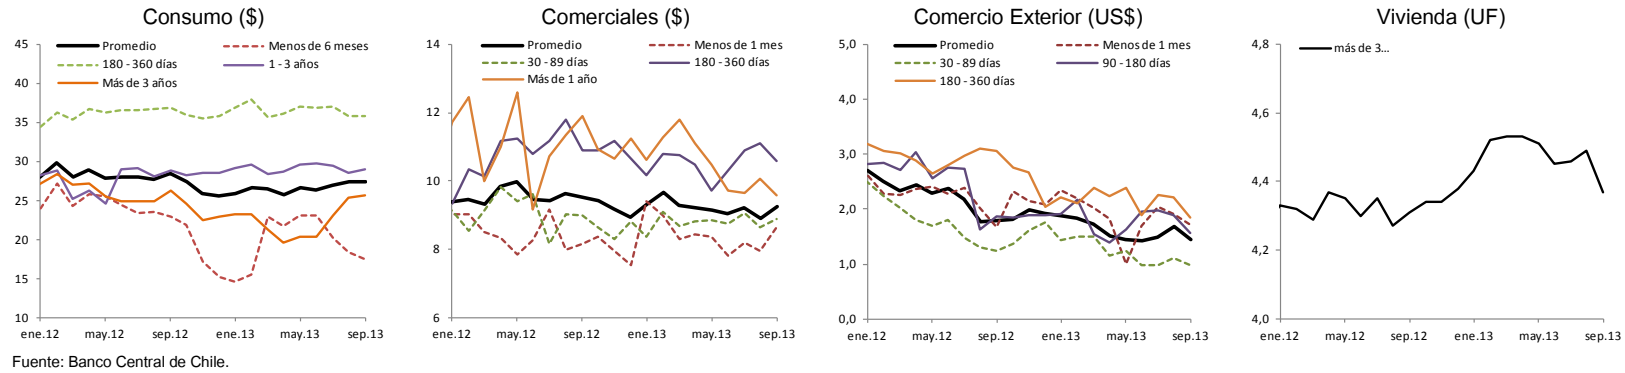 Consumo ($)
45
40
35
30
25
20
15
10
Promedio
Menos de 6 meses
180 - 360 días
1 - 3 años
Más de 3 años
ene.12
may.12
sep.12
ene.13
may.13
sep.13
Comerciales ($)
14
12
10
8
6
Promedio
Menos de 1 mes
30 - 89 días
180 - 360 días
Más de 1 año
ene.12
may.12
sep.12
ene.13
may.13
sep.13
Comercio Exterior (US$)
5,0
4,0
3,0
2,0
1,0
0,0
Promedio
Menos de 1 mes
30 - 89 días
90 - 180 días
180 - 360 días
ene.12
may.12
sep.12
ene.13
may.13
sep.13
Vivienda (UF)
4,8
4,6
4,4
4,2
4,0
más de 3...
ene.12
may.12
sep.12
ene.13
may.13
sep.13
Fuente: Banco Central de Chile.